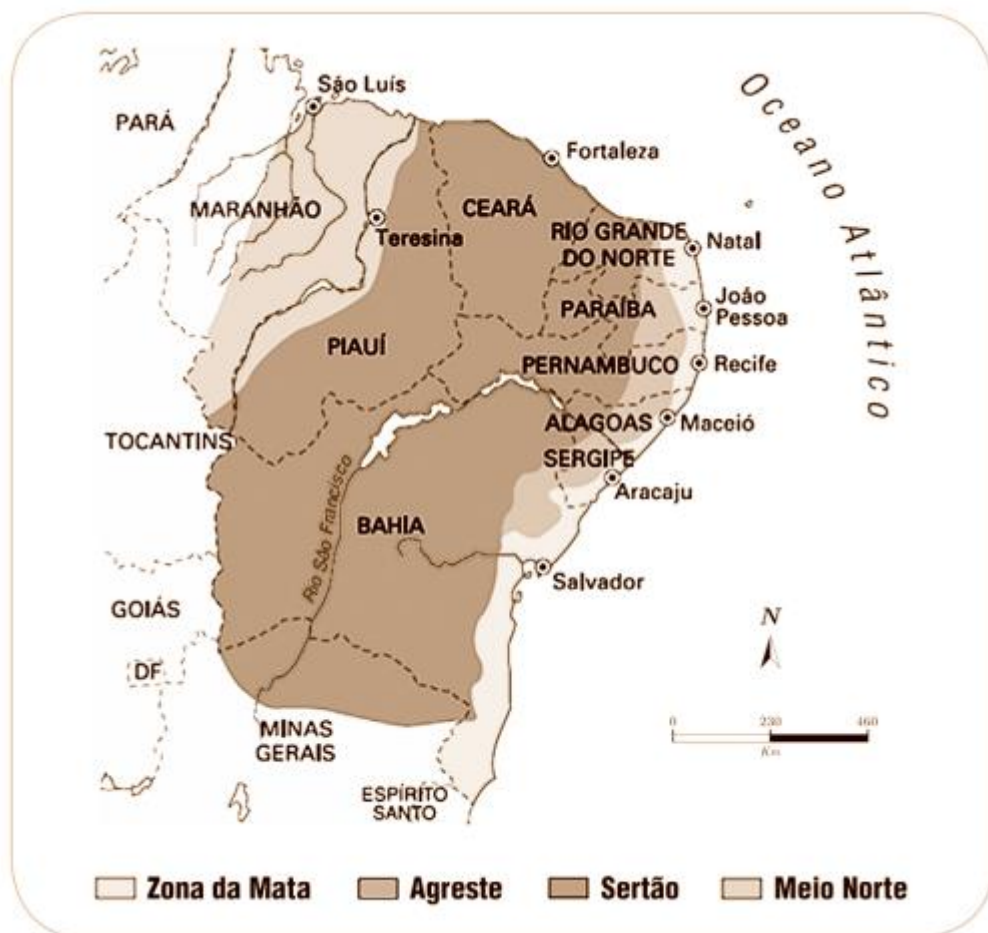 São Luís
PARÁ
Fortaleza
Oceano Atlântico
MARANHÃO
CEARÁ
Teresina
RIO GRANDE
DO NORTE
Natal
PARAÍBA
João
Pessoa
PIAUÍ
PERNAMBUCO
Recife
ALAGOAS
Maceió
TOCANTINS
SERGIPE
Aracaju
Rio São Francisco
BAHIA
Salvador
GOIÁS
N
DF
MINAS
GERAIS
0 230 460
Km
ESPÍRITO
SANTO
Zona da Mata Agreste Sertão Meio Norte